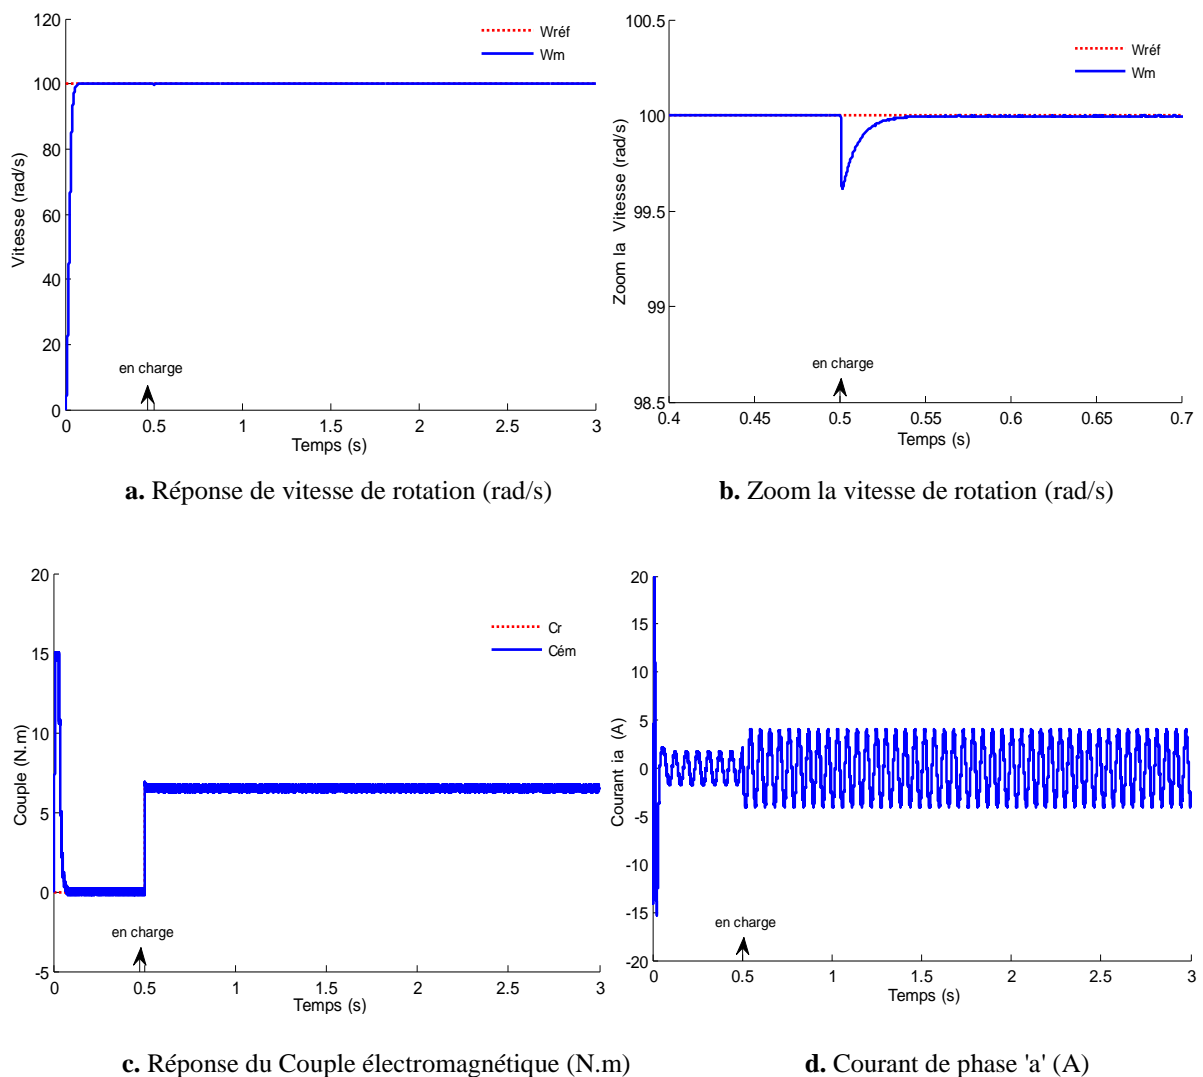 120
100
80
60
40
20
0
Vitesse (rad/s)
Wréf
Wm
en charge
0
0.5
1
1.5
2
2.5
3
Temps (s)
a. Réponse de vitesse de rotation (rad/s)
100.5
100
99.5
99
98.5
Zoom la Vitesse (rad/s)
Wréf
Wm
en charge
0.4
0.45
0.5
0.55
0.6
0.65
0.7
Temps (s)
b. Zoom la vitesse de rotation (rad/s)
20
15
10
5
0
-5
Couple (N.m)
Cr
Cém
en charge
0
0.5
1
1.5
2
2.5
3
Temps (s)
c. Réponse du Couple électromagnétique (N.m)
20
15
10
5
0
-5
-10
-15
-20
Courant ia (A)
en charge
0
0.5
1
1.5
2
2.5
3
Temps (s)
d. Courant de phase 'a' (A)